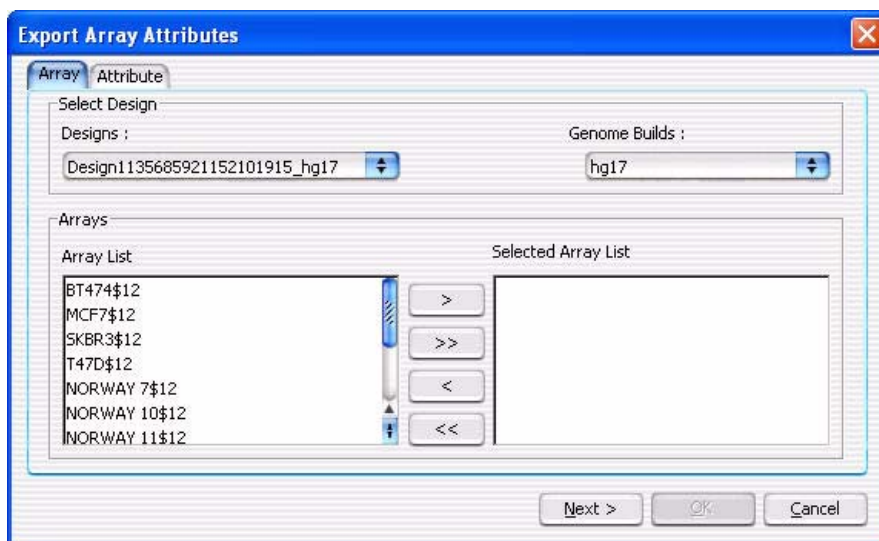 Export Array Attributes
Array Attribute
Select Design
Designs : Genome Builds :
Design1135685921152101915_hg17 hg17
Arrays
Array List Selected Array List
BT474$12
MCF7$12
SKBR3$12
T47D$12
NORWAY 7$12
NORWAY 10$12
NORWAY 11$12
>
>>
<
<<
Next > OK Cancel